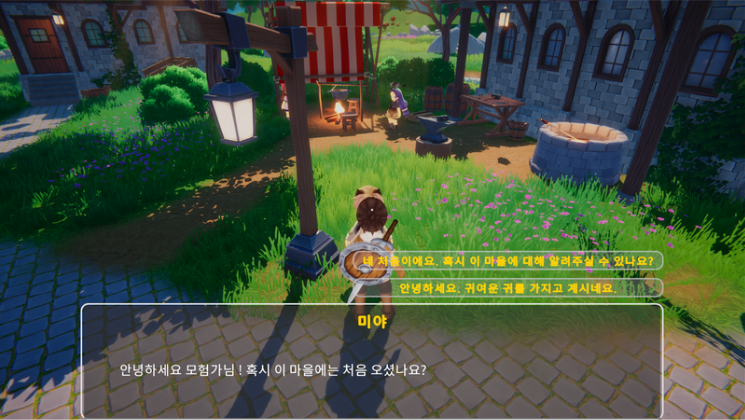 네 처음이에요. 혹시 이 마을에 대해 알려주실 수 있나요?
안녕하세요. 귀여운 귀를 가지고 계시네요.
미야
안녕하세요 모험가님 ! 혹시 이 마을에는 처음 오셨나요?